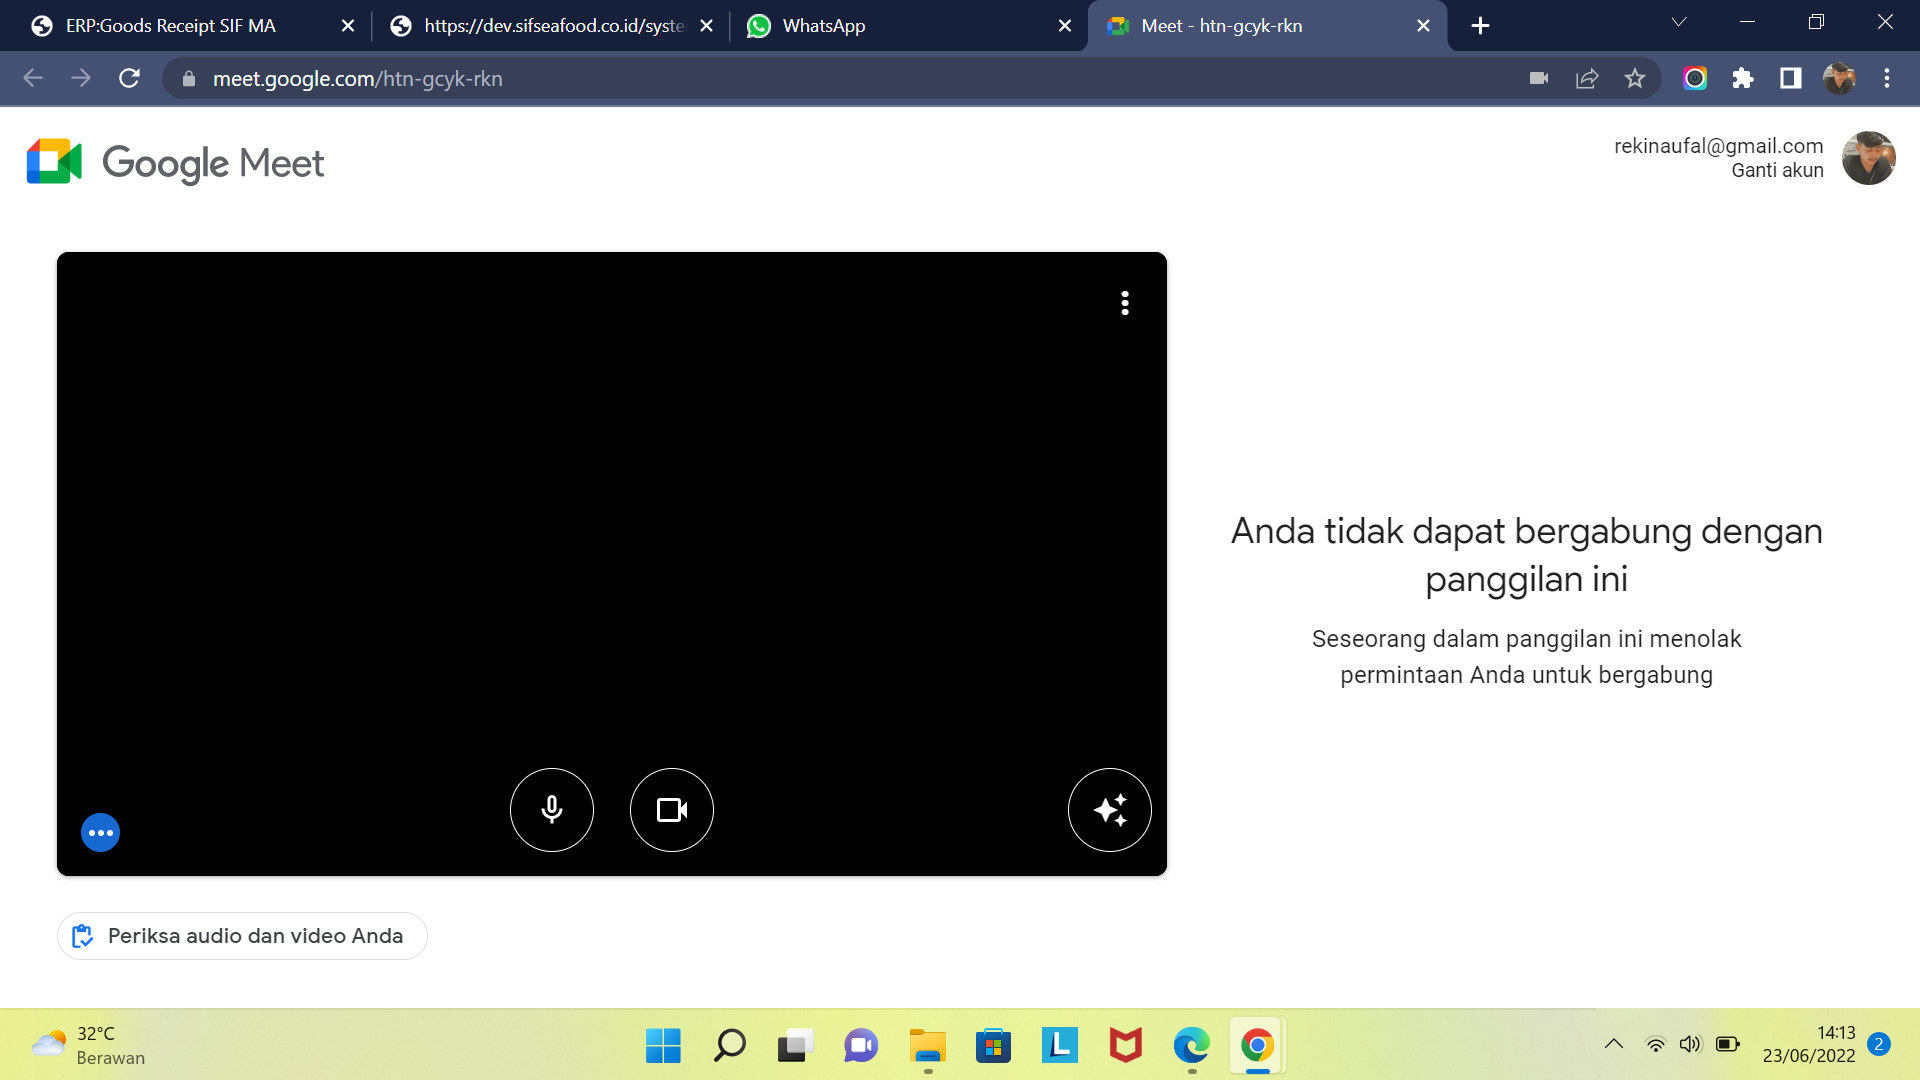 ERP:Goods Receipt SIF MA
https://dev.sifseafood.co.id/syste
WhatsApp
Meet - htn-gcyk-rkn
meet.google.com/htn-gcyk-rkn
Google Meet
rekinaufal@gmail.com
Ganti akun
Anda tidak dapat bergabung dengan
panggilan ini
Seseorang dalam panggilan ini menolak
permintaan Anda untuk bergabung
Periksa audio dan video Anda
32°C
Berawan
L
14:13
23/06/2022
2